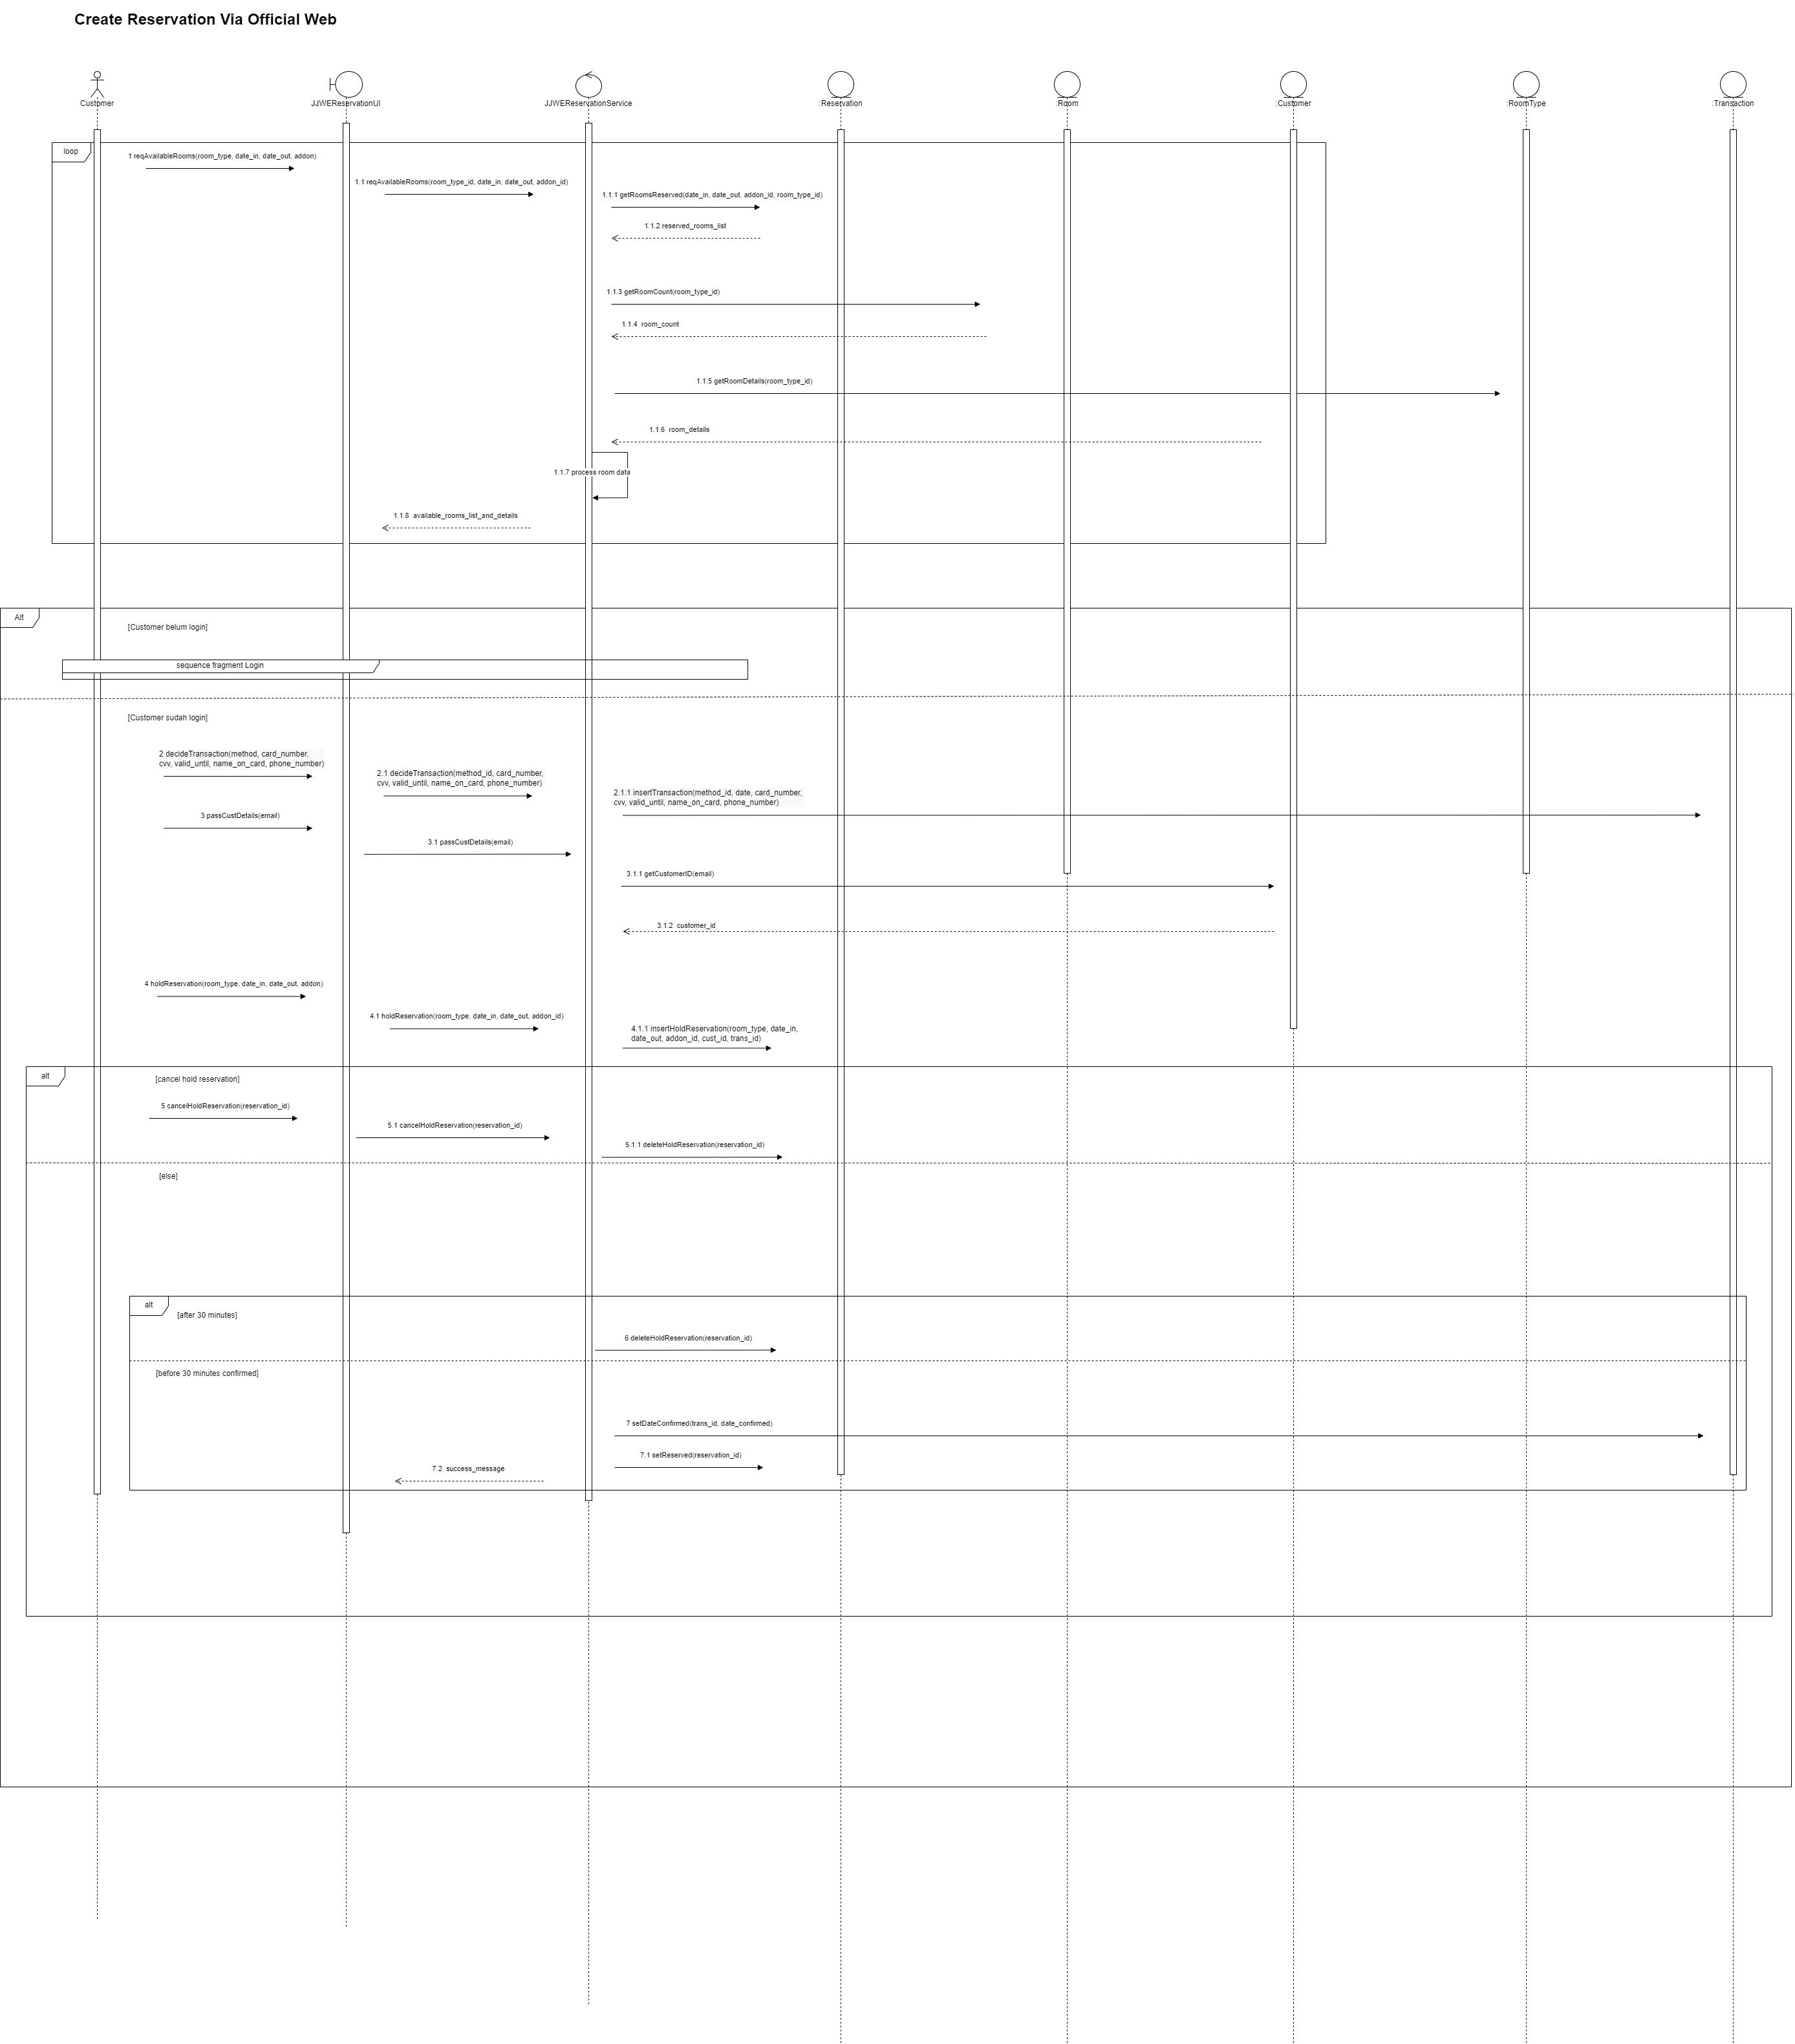 Create Reservation Via Official Web
Customer
JJWEReservationUI
JJWEReservationService
:Reservation
:Room
:Customer
:RoomType
:Transaction
loop
1 reqAvailableRooms(room_type, date_in, date_out, addon)
1.1 reqAvailableRooms(room_type_id, date_in, date_out, addon_id)
1.1.1 getRoomsReserved(date_in, date_out, addon_id, room_type_id)
1.1.2 reserved_rooms_list
1.1.3 getRoomCount(room_type_id)
1.1.4 room_count
1.1.5 getRoomDetails(room_type_id)
1.1.6 room_details
1.1.7 process room data
1.1.8 available_rooms_list_and_details
Alt
[Customer belum login]
sequence fragment Login
[Customer sudah login]
2 decideTransaction(method, card_number,
cvv, valid_until, name_on_card, phone_number)
2.1 decideTransaction(method_id, card_number,
cvv, valid_until, name_on_card, phone_number)
2.1.1 insertTransaction(method_id, date, card_number,
cvv, valid_until, name_on_card, phone_number)
3 passCustDetails(email)
3.1 passCustDetails(email)
3.1.1 getCustomerID(email)
3.1.2 customer_id
4 holdReservation(room_type, date_in, date_out, addon)
4.1 holdReservation(room_type, date_in, date_out, addon_id)
4.1.1 insertHoldReservation(room_type, date_in,
date_out, addon_id, cust_id, trans_id)
alt
[cancel hold reservation]
5 cancelHoldReservation(reservation_id)
5.1 cancelHoldReservation(reservation_id)
5.1.1 deleteHoldReservation(reservation_id)
[else]
alt
[after 30 minutes]
6 deleteHoldReservation(reservation_id)
[before 30 minutes confirmed]
7 setDateConfirmed(trans_id, date_confirmed)
7.1 setReserved(reservation_id)
7.2 success_message